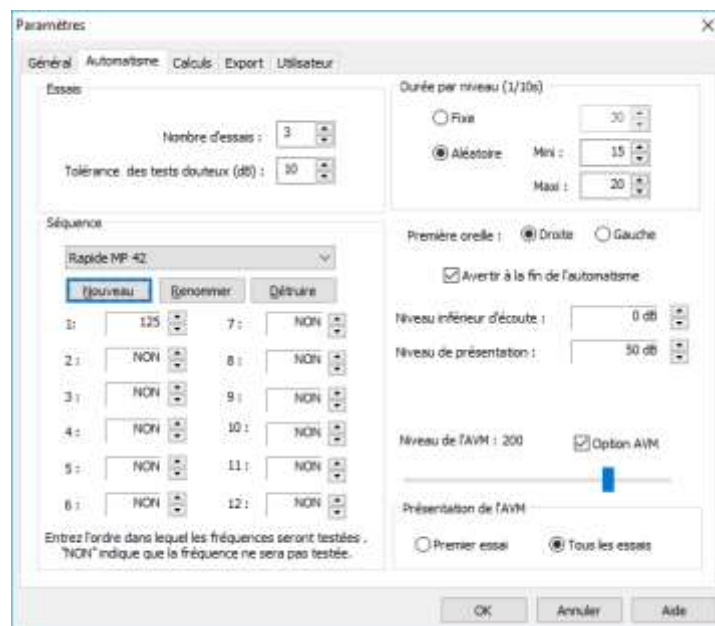 Paramètres
Général Automatisme Calculs Export Utilisateur
Essais
Nombre d'essais : 3
Tolérance des tests douteux (dB) : 10
Séquence
Rapide MP 42
Nouveau Renommer Détruire
1: 125 7 : NON
2 : NON 8 : NON
3 : NON 9 : NON
4 : NON 10 : NON
5 : NON 11 : NON
6 : NON 12 : NON
Entrez l'ordre dans lequel les fréquences seront testées .
"NON" indique que la fréquence ne sera pas testée.
Durée par niveau (1/10s)
Fixe
Aléatoire Mini : 15
Maxi : 20
Première oreille : Droite Gauche
Avertir à la fin de l'automatisme
Niveau inférieur d'écoute : 0 dB
Niveau de présentation : 50 dB
Niveau de l'AVM : 200 Option AVM
Présentation de l'AVM
Premier essai Tous les essais
OK Annuler Aide